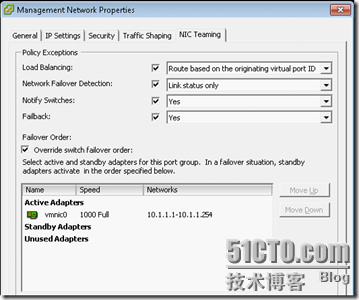 Management Network Properties
General IP Settings Security Traffic Shaping NIC Teaming
Policy Exceptions
Load Balancing: Route based on the originating virtual port ID
Network Failover Detection: Link status only
Notify Switches: Yes
Failback: Yes
Failover Order:
Override switch failover order:
Select active and standby adapters for this port group. In a failover situation, standby
adapters activate in the order specified below.
Name Speed Networks
Move Up
Active Adapters
vmnic0 1000 Full 10.1.1.1-10.1.1.254
Move Down
Standby Adapters
Unused Adapters
51CTO.com
技术博客 Blog